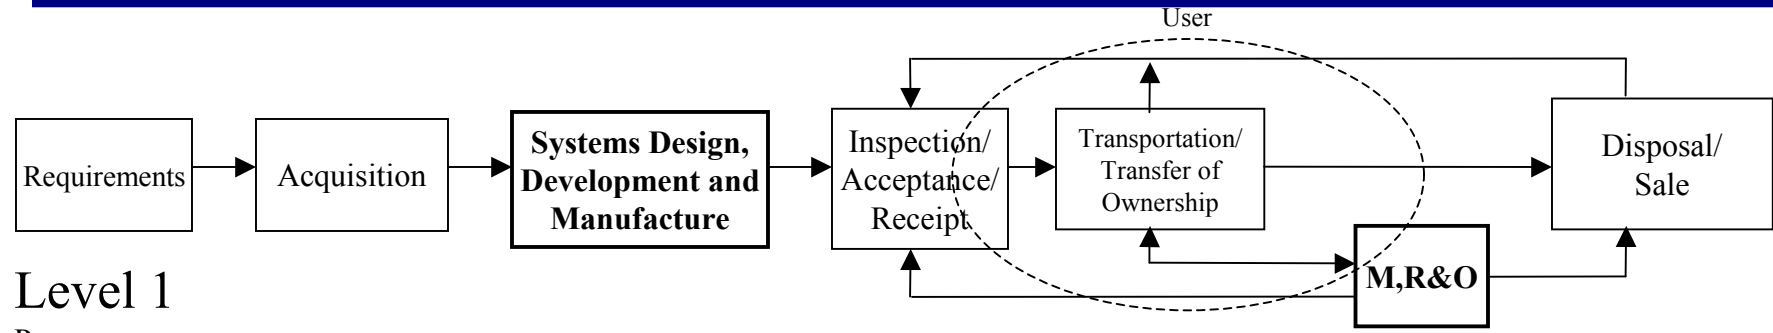 User
Requirements
Acquisition
Systems Design,
Development and
Manufacture
Inspection/
Acceptance/
Receipt
Transportation/
Transfer of
Ownership
Disposal/
Sale
M,R&O
Level 1